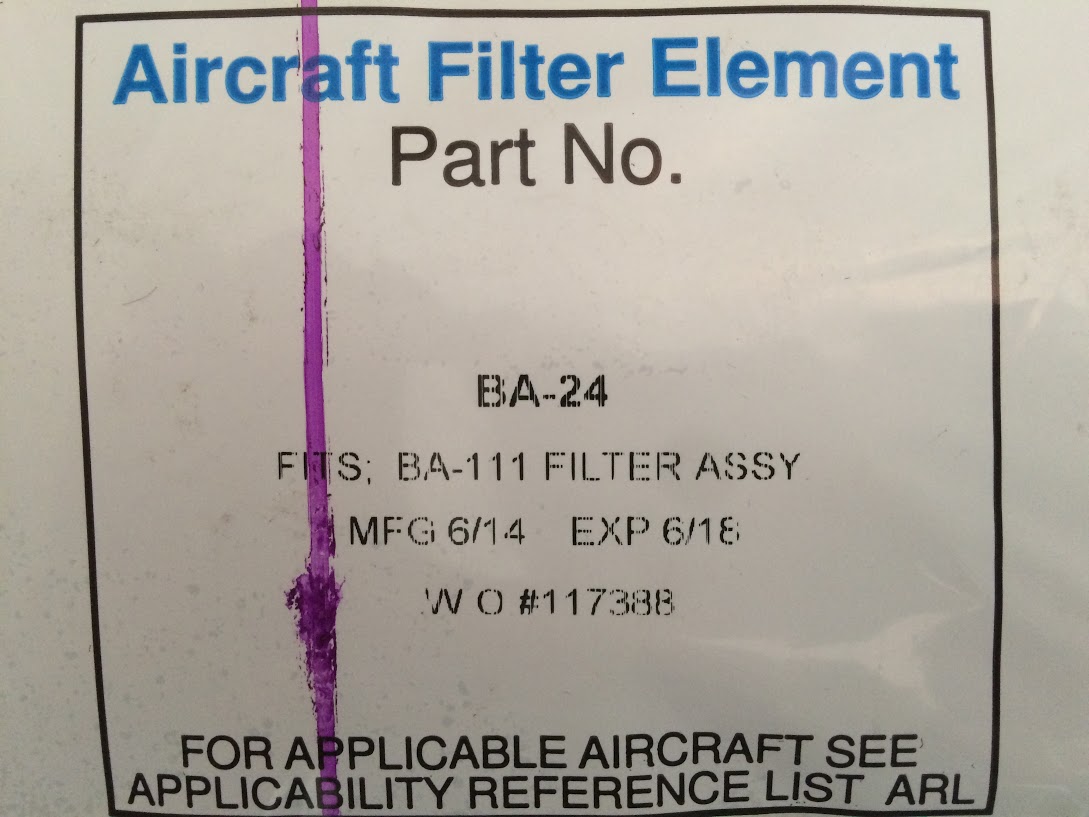 Aircraft Filter Element
Part No.
BA-24
FITS; BA-111 FILTER ASSY
MFG 6/14 EXP 6/18
W O #117388
FOR APPLICABLE AIRCRAFT SEE
APPLICABILITY REFERENCE LIST ARL